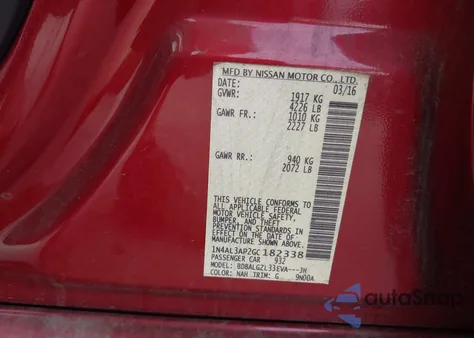 MFD BY NISSAN MOTOR CO.,LTD.
DATE: 03/16
GVWR: 1917 KG
4226 LB
GAWR FR.: 1010 KG
2227 LB
GAWR RR.: 940 KG
2072 LB
THIS VEHICLE CONFORMS TO
ALL APPLICABLE FEDERAL
MOTOR VEHICLE SAFETY,
BUMPER, AND THEFT
PREVENTION STANDARDS IN
EFFECT ON THE DATE OF
MANUFACTURE SHOWN ABOVE.
1N4AL3AP2GC182338
PASSENGER CAR 932
MODEL: BDBALGZL33EVA---JH
COLOR: NAH TRIM: G 9N00A
autoSnap